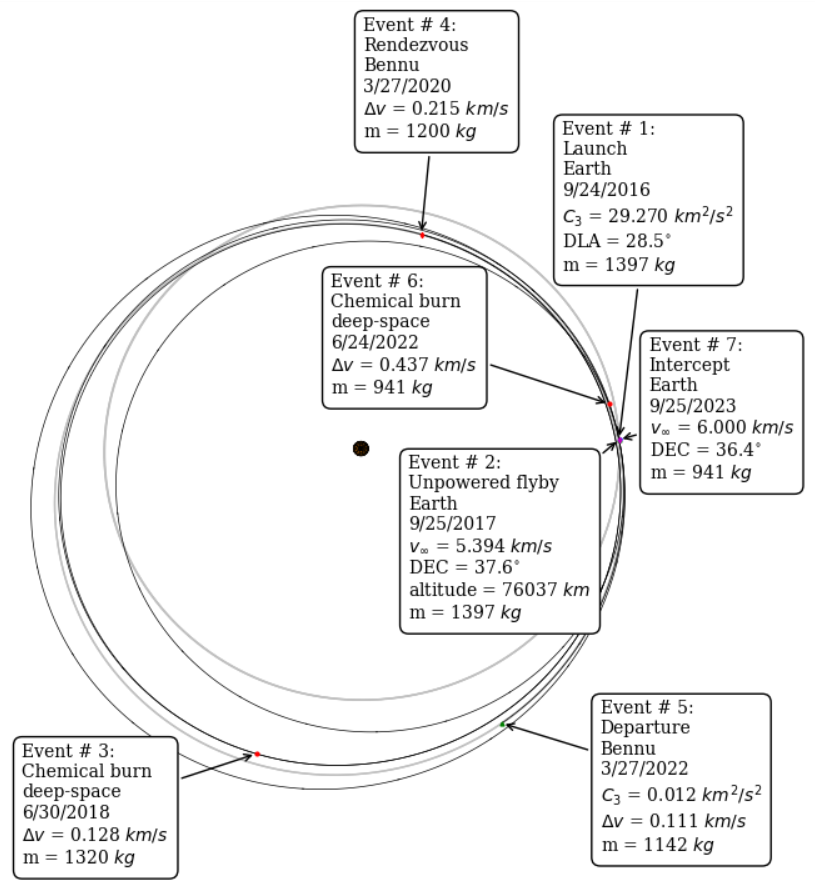 Event # 4:
Rendezvous
Bennu
3/27/2020
Δv = 0.215 km/s
m = 1200 kg
Event # 1:
Launch
Earth
9/24/2016
C₃ = 29.270 km²/s²
DLA = 28.5°
m = 1397 kg
Event # 6:
Chemical burn
deep-space
6/24/2022
Δv = 0.437 km/s
m = 941 kg
Event # 7:
Intercept
Earth
9/25/2023
v∞ = 6.000 km/s
DEC = 36.4°
m = 941 kg
Event # 2:
Unpowered flyby
Earth
9/25/2017
v∞ = 5.394 km/s
DEC = 37.6°
altitude = 76037 km
m = 1397 kg
Event # 5:
Departure
Bennu
3/27/2022
C₃ = 0.012 km²/s²
Δv = 0.111 km/s
m = 1142 kg
Event # 3:
Chemical burn
deep-space
6/30/2018
Δv = 0.128 km/s
m = 1320 kg